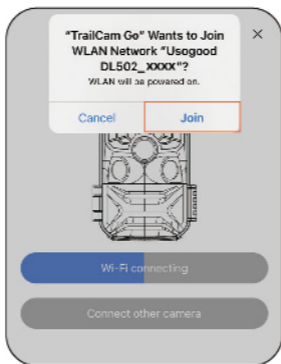 "TrailCam Go" Wants to Join
WLAN Network "Usogood
DL502_xxxx"?
WLAN will be powered on.
Cancel
Join
Wi-Fi connecting
Connect other camera